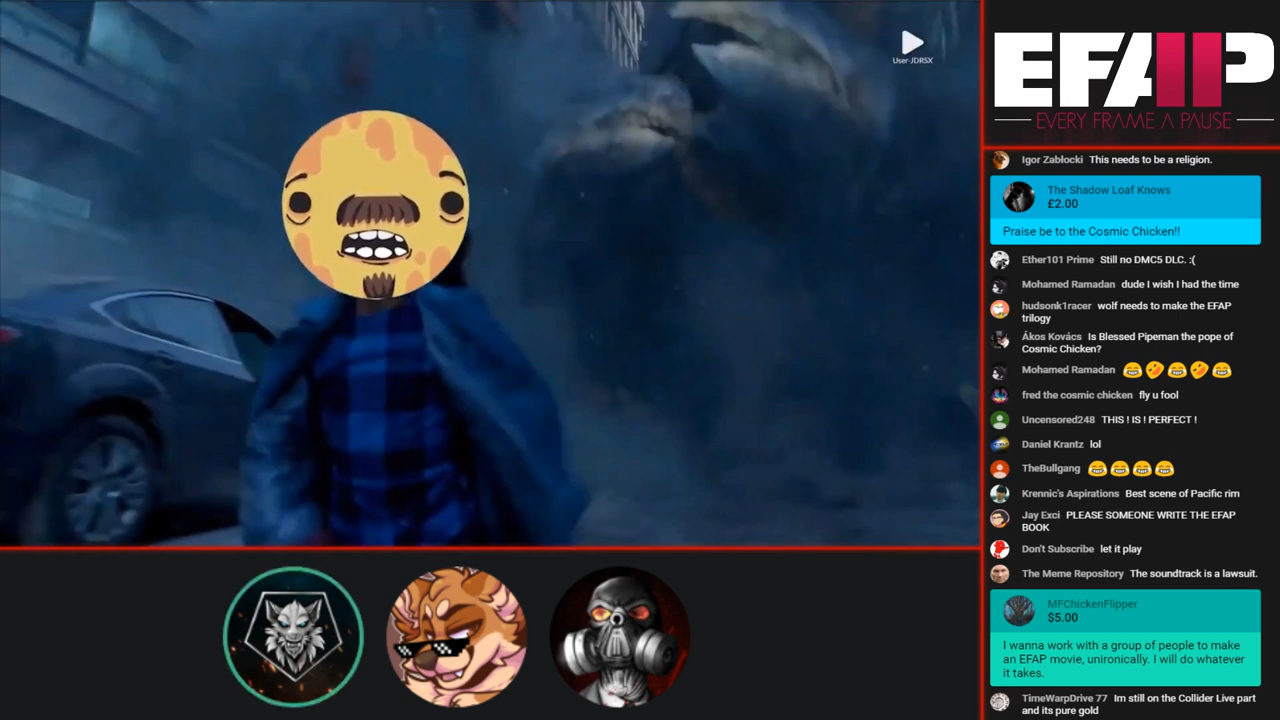 User-JDRSX
EFAP
EVERY FRAME A PAUSE
Igor Zabłocki This needs to be a religion.
The Shadow Loaf Knows
£2.00
Praise be to the Cosmic Chicken!!
Ether101 Prime Still no DMC5 DLC. :(
Mohamed Ramadan dude I wish I had the time
hudsonk1racer wolf needs to make the EFAP
trilogy
Ákos Kovács Is Blessed Pipeman the pope of
Cosmic Chicken?
Mohamed Ramadan 😂🤣😂🤣😂
fred the cosmic chicken fly u fool
Uncensored248 THIS ! IS ! PERFECT !
Daniel Krantz lol
TheBullgang 😂😂😂😂
Krennic's Aspirations Best scene of Pacific rim
Jay Exci PLEASE SOMEONE WRITE THE EFAP
BOOK
Don't Subscribe let it play
The Meme Repository The soundtrack is a lawsuit.
MFChickenFlipper
$5.00
I wanna work with a group of people to make
an EFAP movie, unironically. I will do whatever
it takes.
TimeWarpDrive 77 Im still on the Collider Live part
and its pure gold